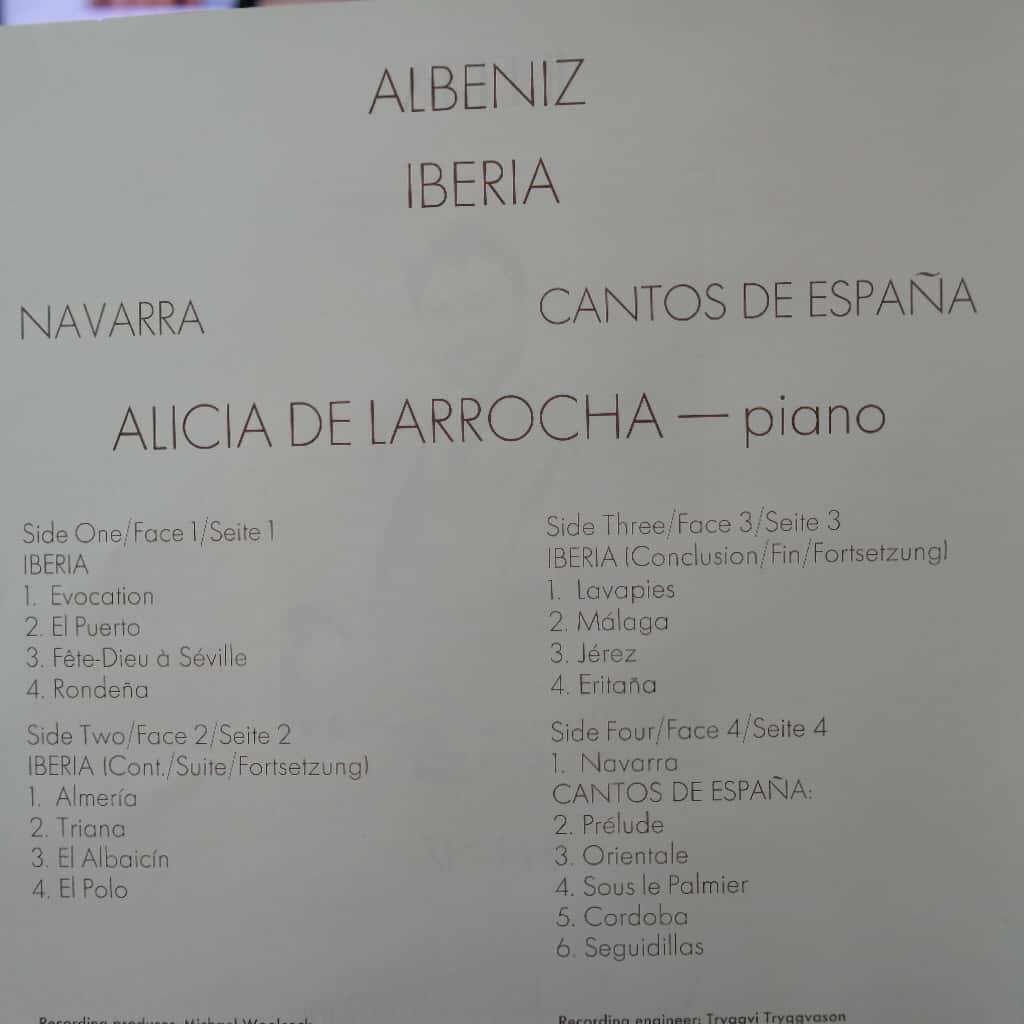 ALBENIZ
IBERIA
NAVARRA
CANTOS DE ESPAÑA
ALICIA DE LARROCHA — piano
Side One/Face 1/Seite 1
IBERIA
1. Evocation
2. El Puerto
3. Fête-Dieu à Séville
4. Rondeña
Side Two/Face 2/Seite 2
IBERIA (Cont./Suite/Fortsetzung)
1. Almería
2. Triana
3. El Albaicín
4. El Polo
Side Three/Face 3/Seite 3
IBERIA (Conclusion/Fin/Fortsetzung)
1. Lavapies
2. Málaga
3. Jérez
4. Eritaña
Side Four/Face 4/Seite 4
1. Navarra
CANTOS DE ESPAÑA:
2. Prélude
3. Orientale
4. Sous le Palmier
5. Cordoba
6. Seguidillas
Recording producer: Michael Woolcock
Recording engineer: Tryggvi Tryggvason